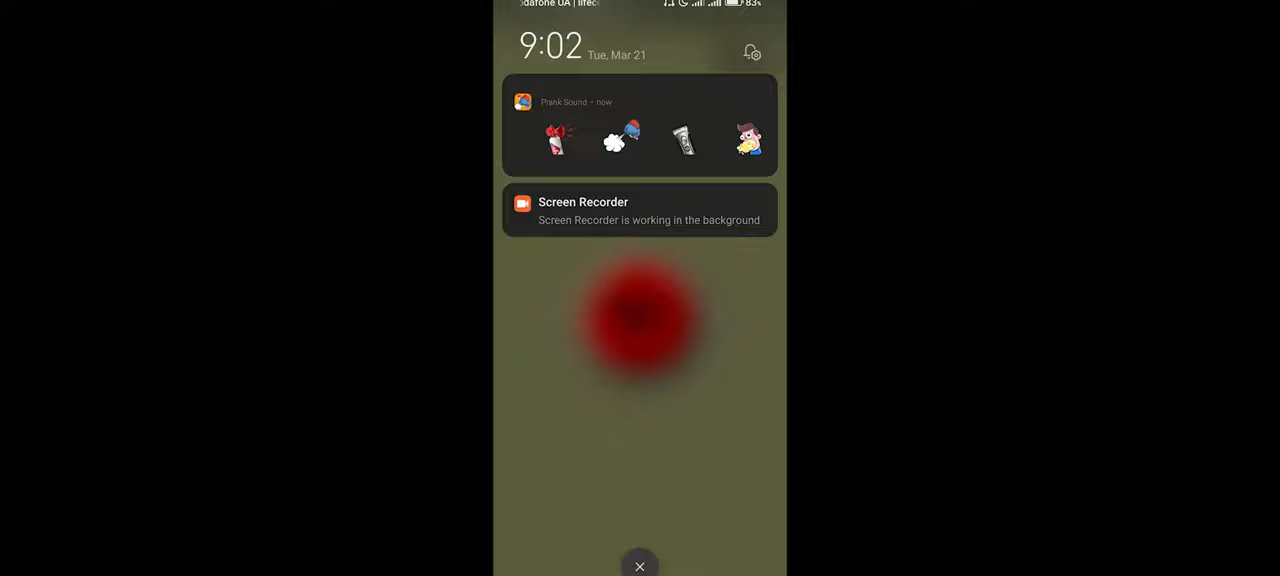 odafone UA | lifec
83%
9:02 Tue, Mar 21
Prank Sound • now
Screen Recorder
Screen Recorder is working in the background